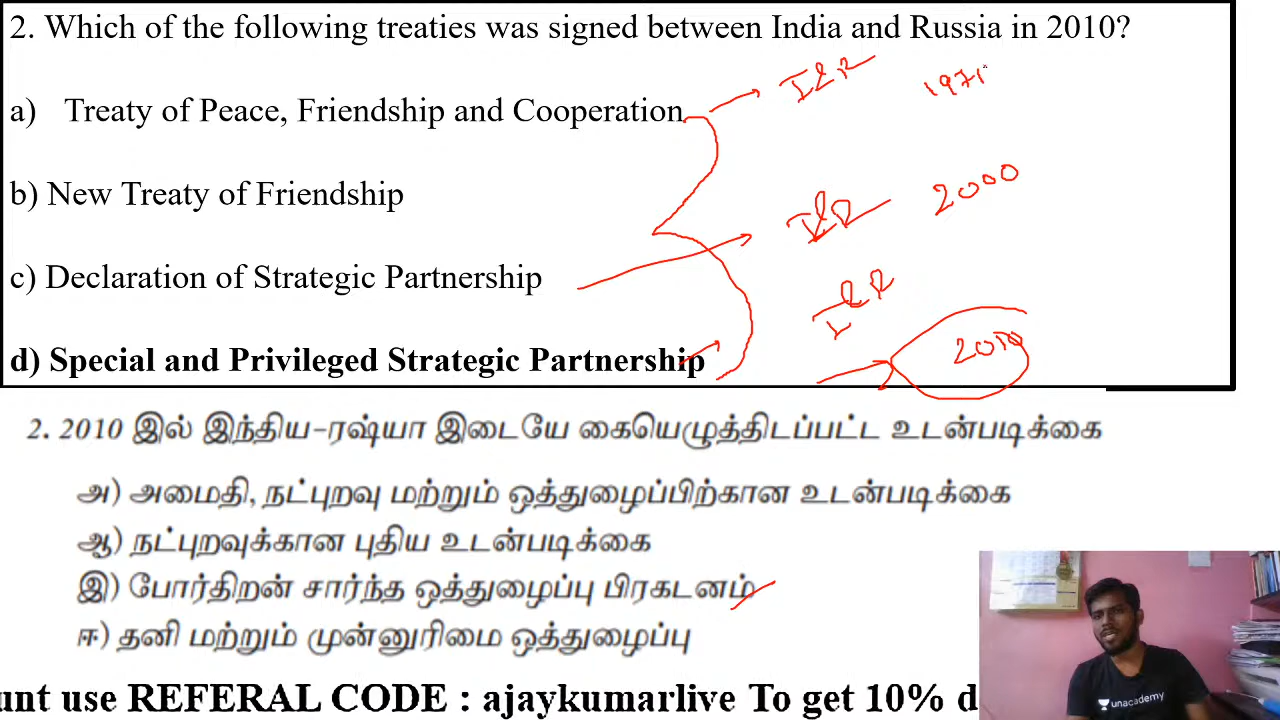 2. Which of the following treaties was signed between India and Russia in 2010?
I & R 1971
a) Treaty of Peace, Friendship and Cooperation
b) New Treaty of Friendship
I & R 2000
c) Declaration of Strategic Partnership
I & R
d) Special and Privileged Strategic Partnership
2010
2. 2010 இல் இந்திய-ரஷ்யா இடையே கையெழுத்திடப்பட்ட உடன்படிக்கை
அ) அமைதி, நட்புறவு மற்றும் ஒத்துழைப்பிற்கான உடன்படிக்கை
ஆ) நட்புறவுக்கான புதிய உடன்படிக்கை
இ) போர்திறன் சார்ந்த ஒத்துழைப்பு பிரகடனம்
ஈ) தனி மற்றும் முன்னுரிமை ஒத்துழைப்பு
unt use REFERAL CODE : ajaykumarlive To get 10% d
unacademy